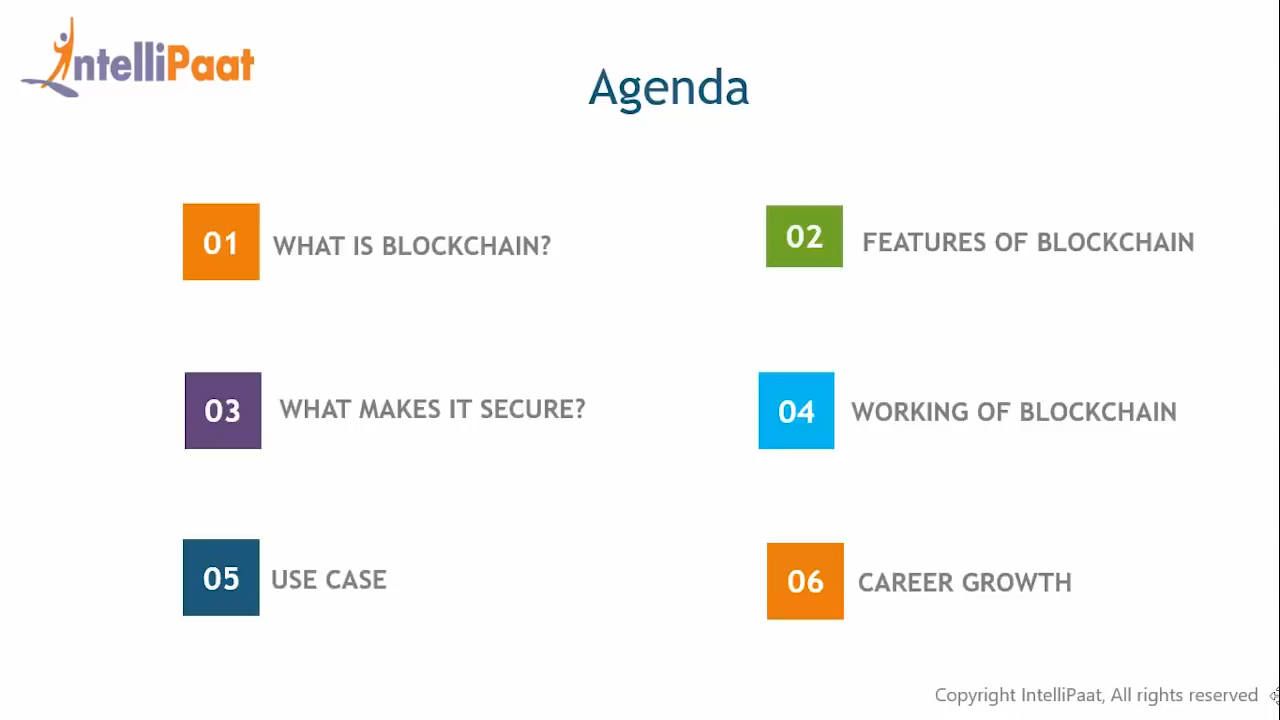 IntelliPaat
Agenda
01 WHAT IS BLOCKCHAIN?
02 FEATURES OF BLOCKCHAIN
03 WHAT MAKES IT SECURE?
04 WORKING OF BLOCKCHAIN
05 USE CASE
06 CAREER GROWTH
Copyright IntelliPaat, All rights reserved